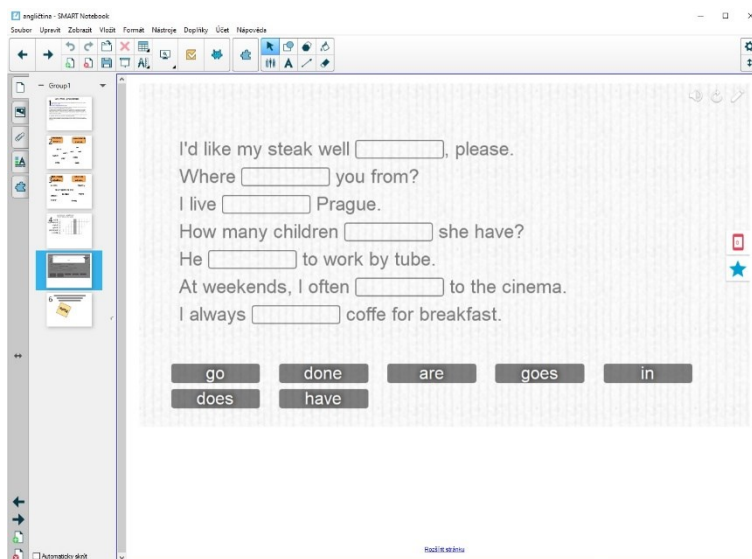 angličtina - SMART Notebook
Soubor Upravit Zobrazit Vložit Formát Nástroje Doplňky Účet Nápověda
Group1
I'd like my steak well , please.
Where you from?
I live Prague.
How many children she have?
He to work by tube.
At weekends, I often to the cinema.
I always coffe for breakfast.
go done are goes in
does have
Rozšířit stránku
Automaticky skrýt